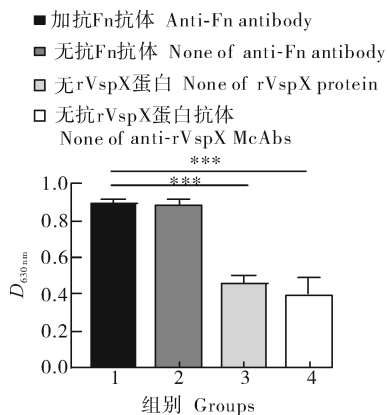 加抗Fn抗体 Anti-Fn antibody
无抗Fn抗体 None of anti-Fn antibody
无rVspX蛋白 None of rVspX protein
无抗rVspX蛋白抗体
None of anti-rVspX McAbs
***
***
1.0
0.8
0.6
0.4
0.2
0.0
D630 nm
1 2 3 4
组别 Groups